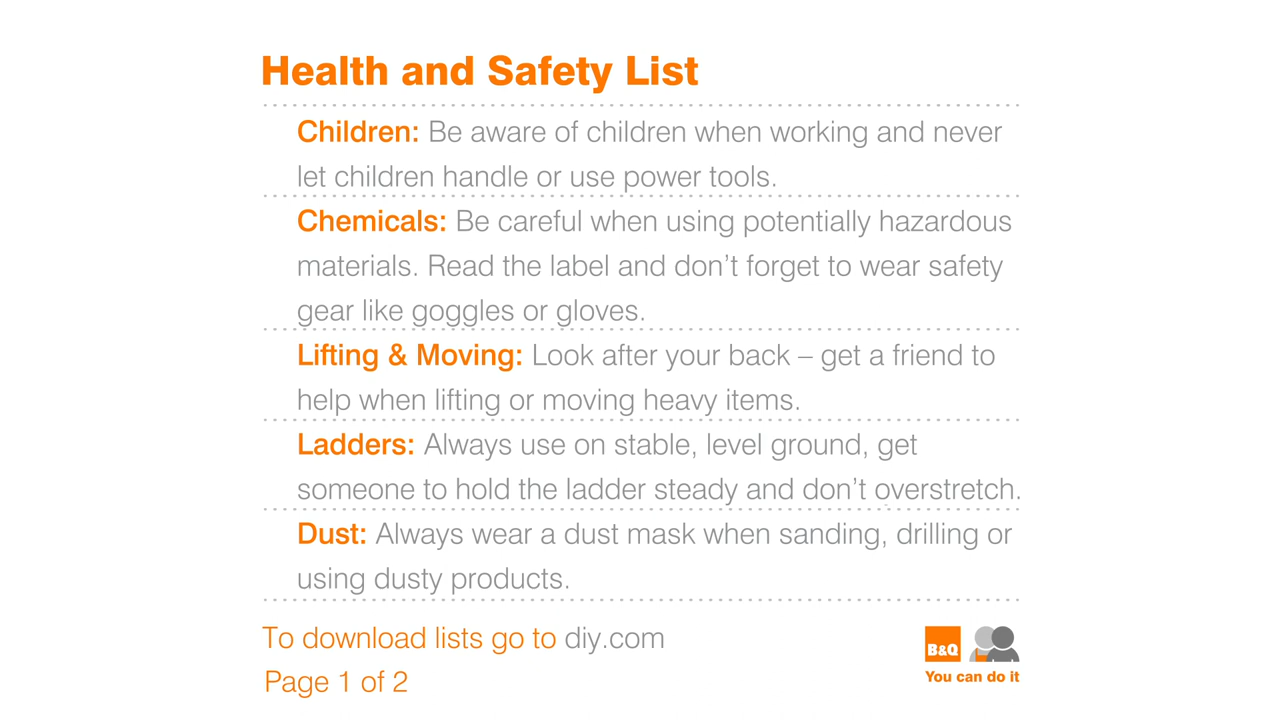 Health and Safety List
Children: Be aware of children when working and never
let children handle or use power tools.
Chemicals: Be careful when using potentially hazardous
materials. Read the label and don’t forget to wear safety
gear like goggles or gloves.
Lifting & Moving: Look after your back – get a friend to
help when lifting or moving heavy items.
Ladders: Always use on stable, level ground, get
someone to hold the ladder steady and don’t overstretch.
Dust: Always wear a dust mask when sanding, drilling or
using dusty products.
To download lists go to diy.com
Page 1 of 2
B&Q
You can do it